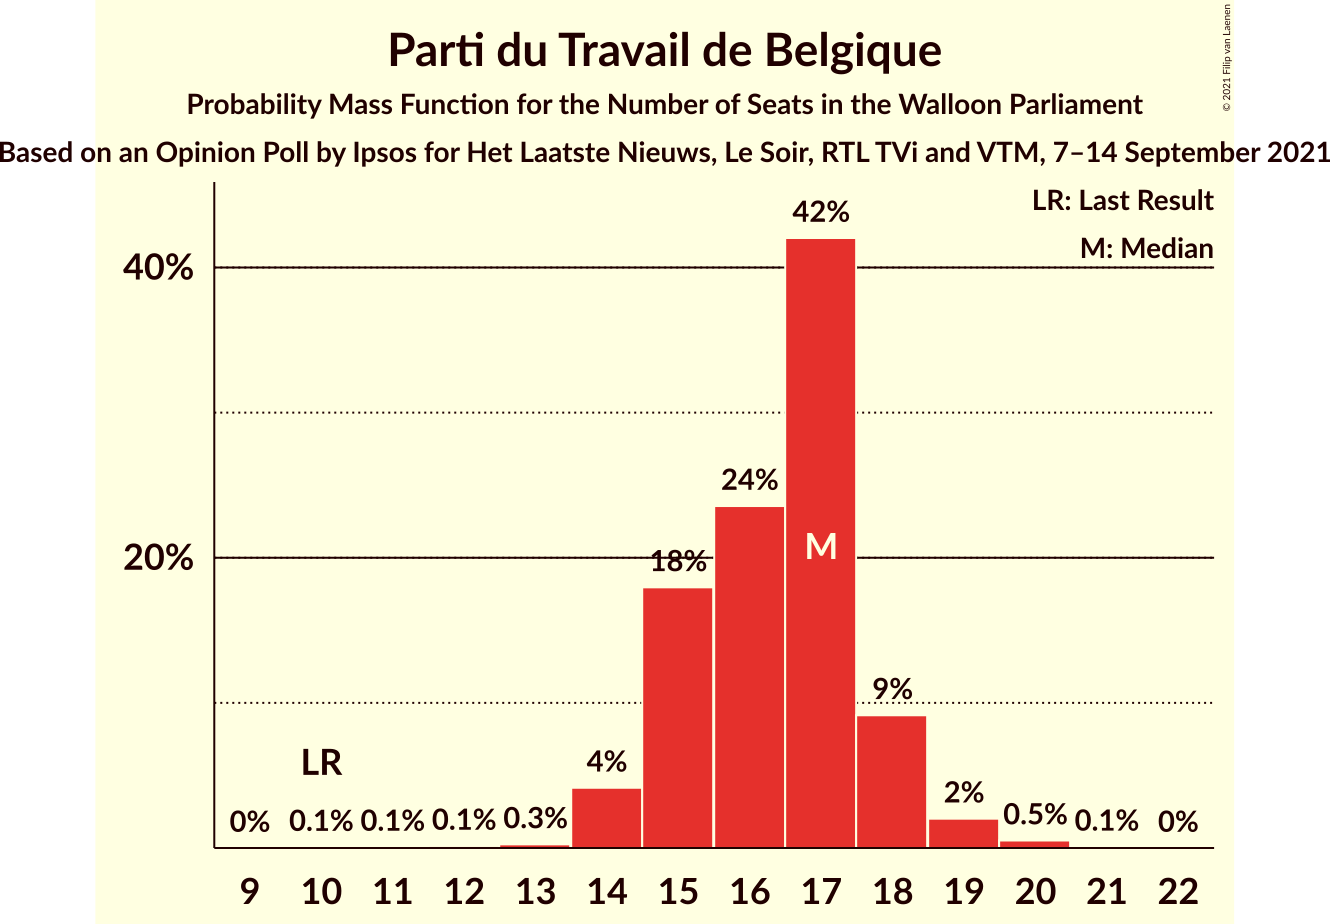 Parti du Travail de Belgique
Probability Mass Function for the Number of Seats in the Walloon Parliament
Based on an Opinion Poll by Ipsos for Het Laatste Nieuws, Le Soir, RTL TVi and VTM, 7–14 September 2021
© 2021 Filip van Laenen
LR: Last Result
M: Median
42%
40%
24%
M
20%
18%
9%
LR
4%
2%
0% 0.1% 0.1% 0.1% 0.3% 0.5% 0.1% 0%
9 10 11 12 13 14 15 16 17 18 19 20 21 22